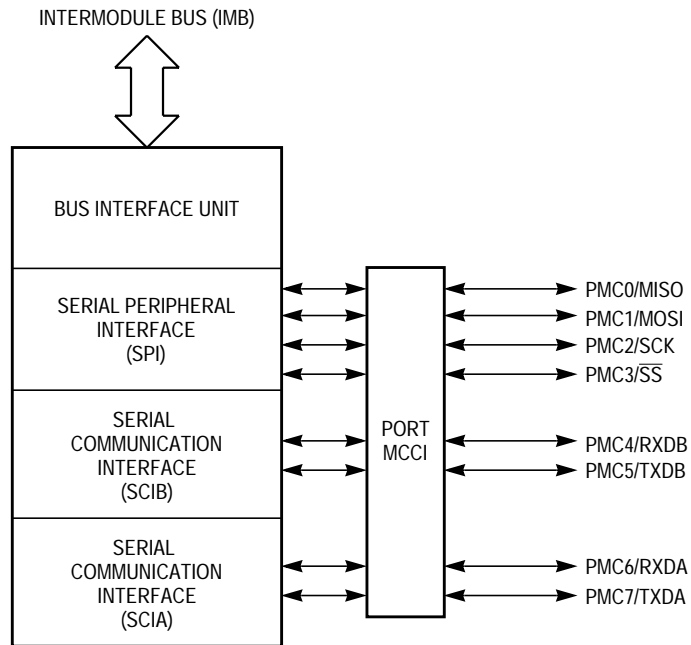 INTERMODULE BUS (IMB)
BUS INTERFACE UNIT
SERIAL PERIPHERAL
INTERFACE
(SPI)
SERIAL
COMMUNICATION
INTERFACE
(SCIB)
SERIAL
COMMUNICATION
INTERFACE
(SCIA)
PORT
MCCI
PMC0/MISO
PMC1/MOSI
PMC2/SCK
PMC3/S̅S̅
PMC4/RXDB
PMC5/TXDB
PMC6/RXDA
PMC7/TXDA